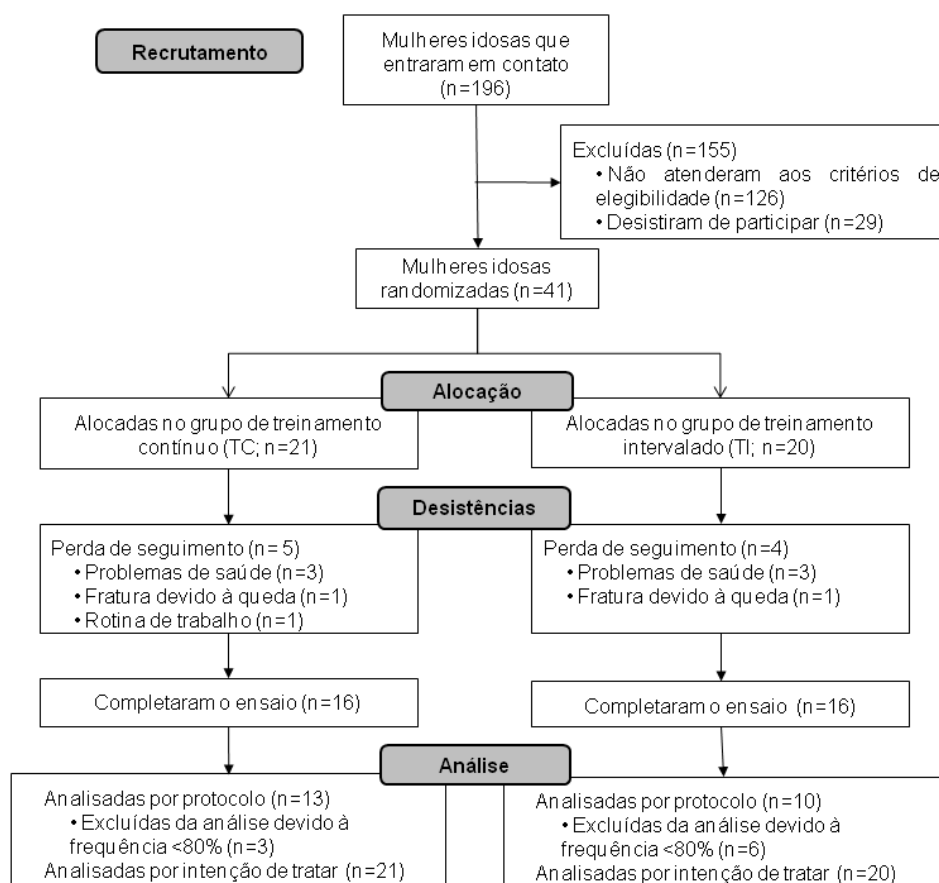 Recrutamento
Mulheres idosas que
entraram em contato
(n=196)
Excluídas (n=155)
• Não atenderam aos critérios de
elegibilidade (n=126)
• Desistiram de participar (n=29)
Mulheres idosas
randomizadas (n=41)
Alocação
Alocadas no grupo de treinamento
contínuo (TC; n=21)
Alocadas no grupo de treinamento
intervalado (TI; n=20)
Desistências
Perda de seguimento (n= 5)
• Problemas de saúde (n=3)
• Fratura devido à queda (n=1)
• Rotina de trabalho (n=1)
Perda de seguimento (n=4)
• Problemas de saúde (n=3)
• Fratura devido à queda (n=1)
Completaram o ensaio (n=16)
Completaram o ensaio (n=16)
Análise
Analisadas por protocolo (n=13)
• Excluídas da análise devido à
frequência <80% (n=3)
Analisadas por intenção de tratar (n=21)
Analisadas por protocolo (n=10)
• Excluídas da análise devido à
frequência <80% (n=6)
Analisadas por intenção de tratar (n=20)